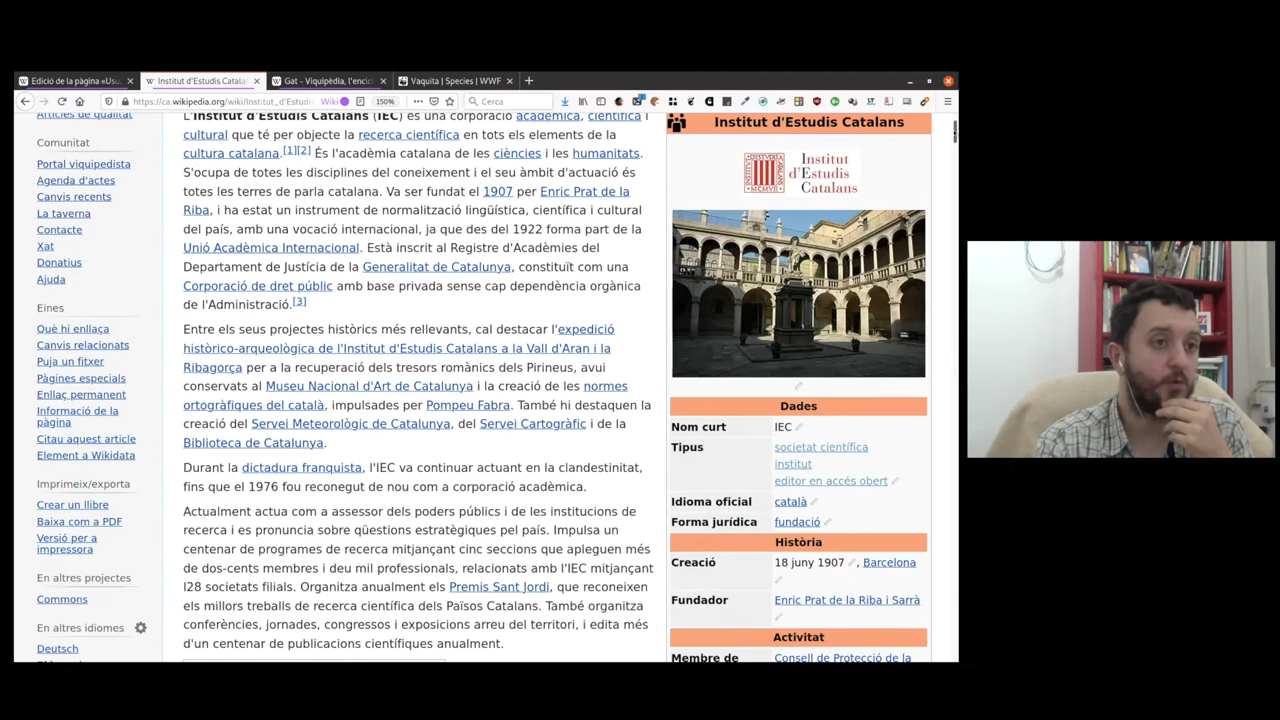 Edició de la pàgina «Usu
Institut d'Estudis Catalan
Gat - Viquipèdia, l'encicl
Vaquita | Species | WWF
https://ca.wikipedia.org/wiki/Institut_d'Estudi
Wiki
150%
Cerca
Articles de qualitat
Comunitat
Portal viquipedista
Agenda d'actes
Canvis recents
La taverna
Contacte
Xat
Donatius
Ajuda
Eines
Què hi enllaça
Canvis relacionats
Puja un fitxer
Pàgines especials
Enllaç permanent
Informació de la
pàgina
Citau aquest article
Element a Wikidata
Imprimeix/exporta
Crear un llibre
Baixa com a PDF
Versió per a
impressora
En altres projectes
Commons
En altres idiomes
Deutsch
L'Institut d'Estudis Catalans (IEC) és una corporació acadèmica, científica i
cultural que té per objecte la recerca científica en tots els elements de la
cultura catalana.[1][2] És l'acadèmia catalana de les ciències i les humanitats.
S'ocupa de totes les disciplines del coneixement i el seu àmbit d'actuació és
totes les terres de parla catalana. Va ser fundat el 1907 per Enric Prat de la
Riba, i ha estat un instrument de normalització lingüística, científica i cultural
del país, amb una vocació internacional, ja que des del 1922 forma part de la
Unió Acadèmica Internacional. Està inscrit al Registre d'Acadèmies del
Departament de Justícia de la Generalitat de Catalunya, constituït com una
Corporació de dret públic amb base privada sense cap dependència orgànica
de l'Administració.[3]
Entre els seus projectes històrics més rellevants, cal destacar l'expedició
històrico-arqueològica de l'Institut d'Estudis Catalans a la Vall d'Aran i la
Ribagorça per a la recuperació dels tresors romànics dels Pirineus, avui
conservats al Museu Nacional d'Art de Catalunya i la creació de les normes
ortogràfiques del català, impulsades per Pompeu Fabra. També hi destaquen la
creació del Servei Meteorològic de Catalunya, del Servei Cartogràfic i de la
Biblioteca de Catalunya.
Durant la dictadura franquista, l'IEC va continuar actuant en la clandestinitat,
fins que el 1976 fou reconegut de nou com a corporació acadèmica.
Actualment actua com a assessor dels poders públics i de les institucions de
recerca i es pronuncia sobre qüestions estratègiques pel país. Impulsa un
centenar de programes de recerca mitjançant cinc seccions que apleguen més
de dos-cents membres i deu mil professionals, relacionats amb l'IEC mitjançant
l28 societats filials. Organitza anualment els Premis Sant Jordi, que reconeixen
els millors treballs de recerca científica dels Països Catalans. També organitza
conferències, jornades, congressos i exposicions arreu del territori, i edita més
d'un centenar de publicacions científiques anualment.
Institut d'Estudis Catalans
Institut
d'Estudis
Catalans
Dades
Nom curt IEC
Tipus societat científica
institut
editor en accés obert
Idioma oficial català
Forma jurídica fundació
Història
Creació 18 juny 1907, Barcelona
Fundador Enric Prat de la Riba i Sarrà
Activitat
Membre de Consell de Protecció de la